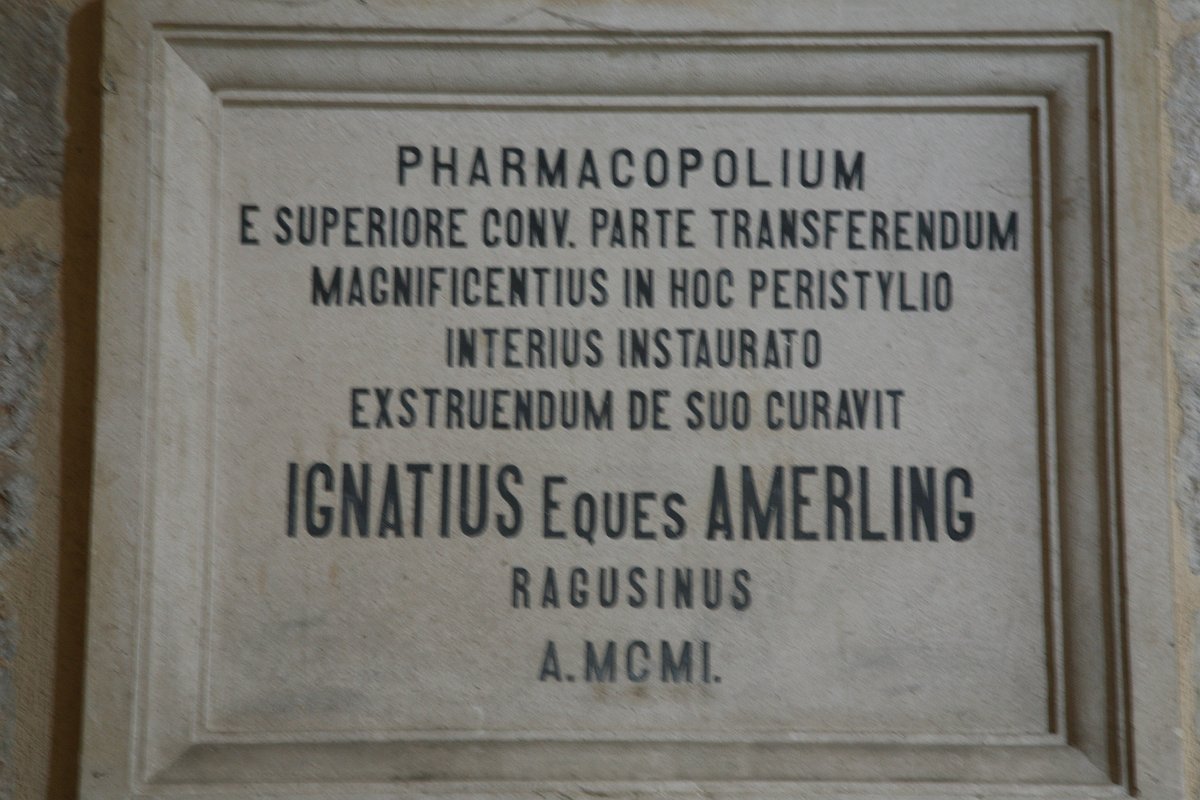 PHARMACOPOLIUM
E SUPERIORE CONV. PARTE TRANSFERENDUM
MAGNIFICENTIUS IN HOC PERISTYLIO
INTERIUS INSTAURATO
EXSTRUENDUM DE SUO CURAVIT
IGNATIUS EQUES AMERLING
RAGUSINUS
A.MCMI.